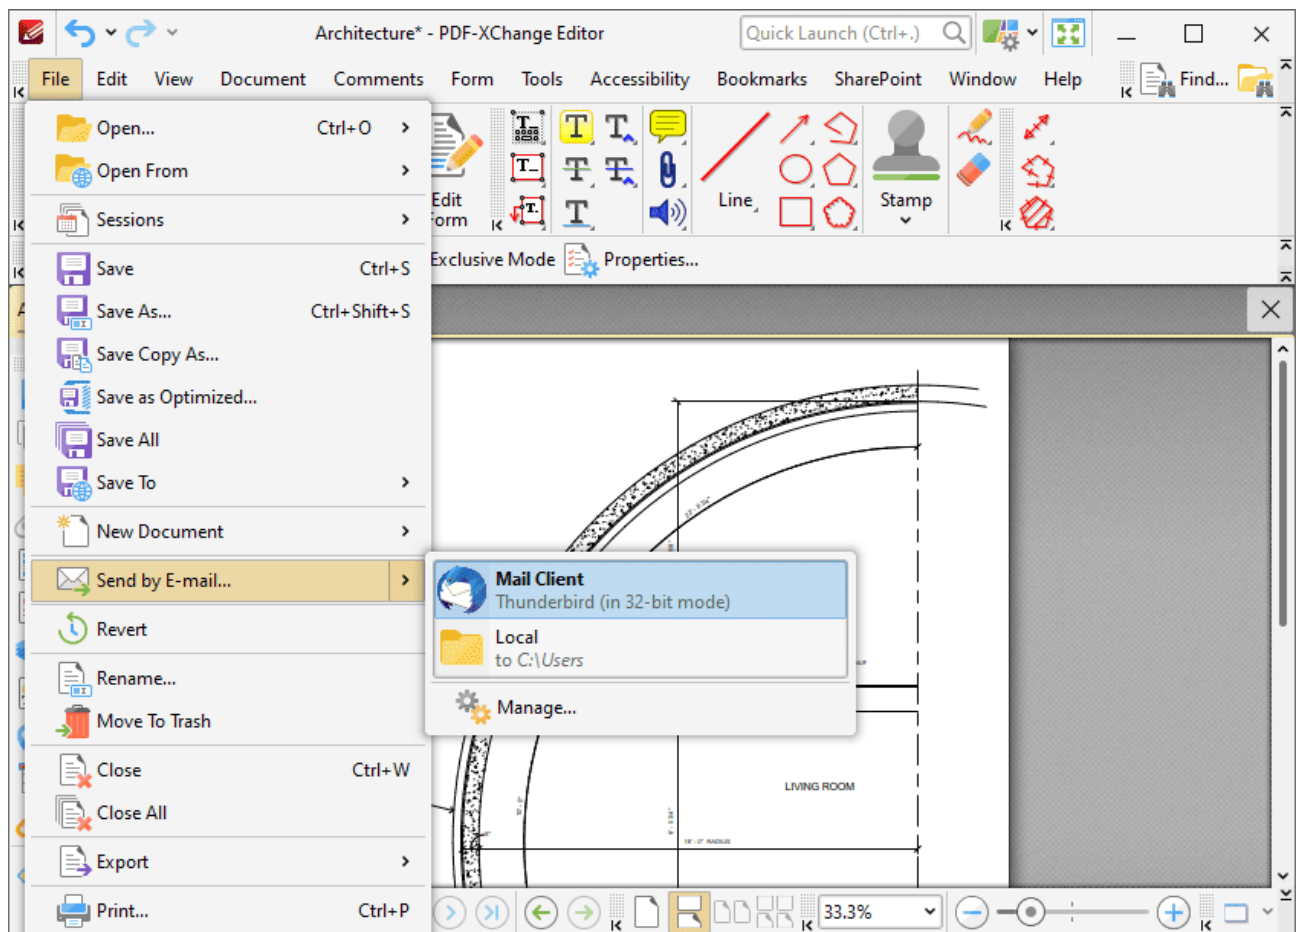 Architecture* - PDF-XChange Editor
Quick Launch (Ctrl+.)
File Edit View Document Comments Form Tools Accessibility Bookmarks SharePoint Window Help Find...
Open... Ctrl+O
Open From
Sessions
Save Ctrl+S
Save As... Ctrl+Shift+S
Save Copy As...
Save as Optimized...
Save All
Save To
New Document
Send by E-mail...
Revert
Rename...
Move To Trash
Close Ctrl+W
Close All
Export
Print... Ctrl+P
Edit
Form
Line
Stamp
Exclusive Mode Properties...
Mail Client
Thunderbird (in 32-bit mode)
Local
to C:\Users
Manage...
LIVING ROOM
33.3%